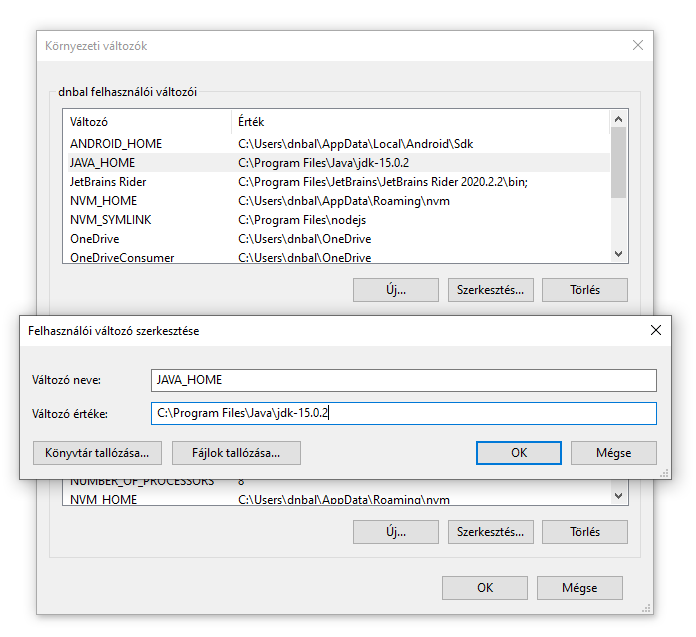 Környezeti változók
dnbal felhasználói változói
Változó Érték
ANDROID_HOME C:\Users\dnbal\AppData\Local\Android\Sdk
JAVA_HOME C:\Program Files\Java\jdk-15.0.2
JetBrains Rider C:\Program Files\JetBrains\JetBrains Rider 2020.2.2\bin;
NVM_HOME C:\Users\dnbal\AppData\Roaming\nvm
NVM_SYMLINK C:\Program Files\nodejs
OneDrive C:\Users\dnbal\OneDrive
OneDriveConsumer C:\Users\dnbal\OneDrive
Új... Szerkesztés... Törlés
Felhasználói változó szerkesztése
Változó neve: JAVA_HOME
Változó értéke: C:\Program Files\Java\jdk-15.0.2
Könyvtár tallózása... Fájlok tallózása... OK Mégse
NUMBER_OF_PROCESSORS 8
NVM_HOME C:\Users\dnbal\AppData\Roaming\nvm
Új... Szerkesztés... Törlés
OK Mégse